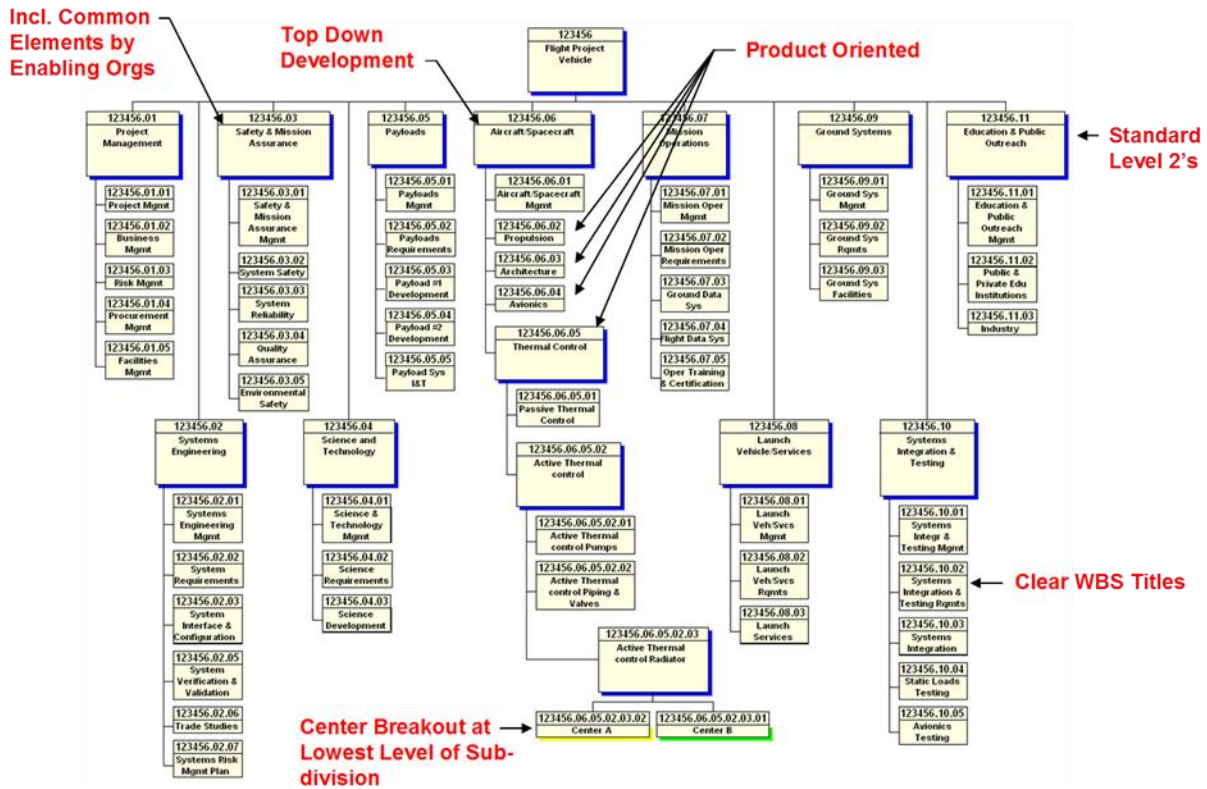 Incl. Common
Elements by
Enabling Orgs
Top Down
Development
123456
Flight Project
Vehicle
Product Oriented
123456.01
Project
Management
123456.03
Safety & Mission
Assurance
123456.05
Payloads
123456.06
Aircraft/Spacecraft
123456.07
Mission
Operations
123456.09
Ground Systems
123456.11
Education & Public
Outreach
Standard
Level 2's
123456.01.01
Project Mgmt
123456.01.02
Business
Mgmt
123456.01.03
Risk Mgmt
123456.01.04
Procurement
Mgmt
123456.01.05
Facilities
Mgmt
123456.03.01
Safety &
Mission
Assurance
Mgmt
123456.03.02
System Safety
123456.03.03
System
Reliability
123456.03.04
Quality
Assurance
123456.03.05
Environmental
Safety
123456.05.01
Payloads
Mgmt
123456.05.02
Payloads
Requirements
123456.05.03
Payload #1
Development
123456.05.04
Payload #2
Development
123456.05.05
Payload Sys
I&T
123456.06.01
Aircraft/Spacecraft
Mgmt
123456.06.02
Propulsion
123456.06.03
Architecture
123456.06.04
Avionics
123456.06.05
Thermal Control
123456.06.05.01
Passive Thermal
Control
123456.06.05.02
Active Thermal
control
123456.06.05.02.01
Active Thermal
control Pumps
123456.06.05.02.02
Active Thermal
control Piping &
Valves
123456.06.05.02.03
Active Thermal
control Radiator
123456.06.05.02.03.02
Center A
123456.06.05.02.03.01
Center B
123456.07.01
Mission Oper
Mgmt
123456.07.02
Mission Oper
Requirements
123456.07.03
Ground Data
Sys
123456.07.04
Flight Data Sys
123456.07.05
Oper Training
& Certification
123456.09.01
Ground Sys
Mgmt
123456.09.02
Ground Sys
Rqmts
123456.09.03
Ground Sys
Facilities
123456.11.01
Education &
Public
Outreach
Mgmt
123456.11.02
Public &
Private Edu
Institutions
123456.11.03
Industry
123456.02
Systems
Engineering
123456.02.01
Systems
Engineering
Mgmt
123456.02.02
System
Requirements
123456.02.03
System
Interface &
Configuration
123456.02.05
System
Verification &
Validation
123456.02.06
Trade Studies
123456.02.07
Systems Risk
Mgmt Plan
123456.04
Science and
Technology
123456.04.01
Science &
Technology
Mgmt
123456.04.02
Science
Requirements
123456.04.03
Science
Development
123456.08
Launch
Vehicle/Services
123456.08.01
Launch
Veh/Svcs
Mgmt
123456.08.02
Launch
Veh/Svcs
Rqmts
123456.08.03
Launch
Services
123456.10
Systems
Integration &
Testing
123456.10.01
Systems
Integr &
Testing Mgmt
123456.10.02
Systems
Integration &
Testing Rqmts
123456.10.03
Systems
Integration
123456.10.04
Static Loads
Testing
123456.10.05
Avionics
Testing
Clear WBS Titles
Center Breakout at
Lowest Level of Sub-
division